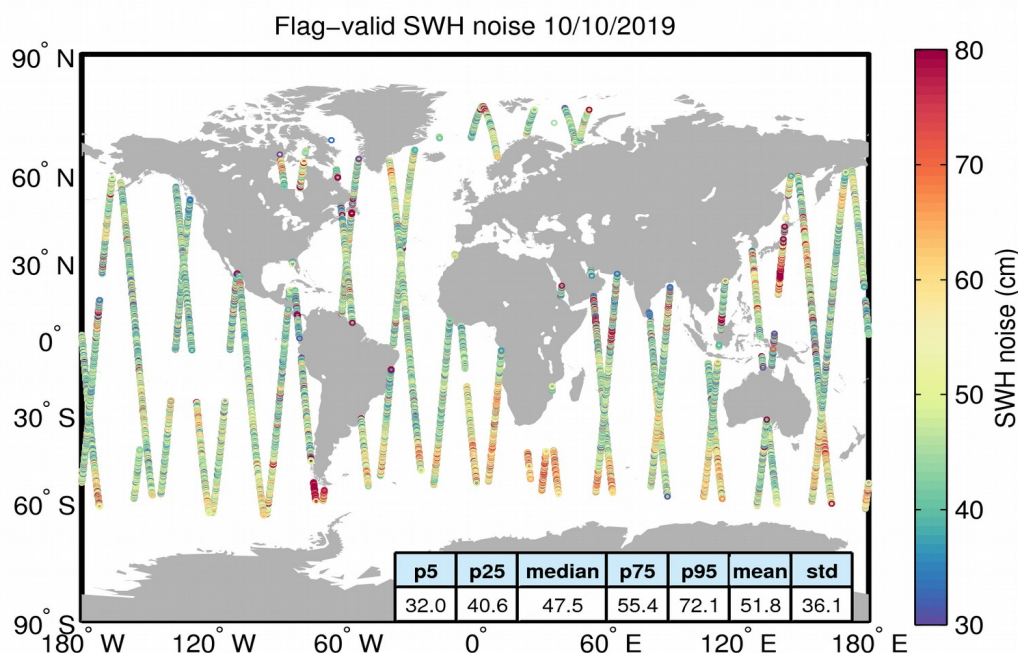 Flag−valid SWH noise 10/10/2019
90° N
60° N
30° N
0°
30° S
60° S
90° S
180° W
120° W
60° W
0°
60° E
120° E
180° E
p5 p25 median p75 p95 mean std
32.0 40.6 47.5 55.4 72.1 51.8 36.1
80
70
60
50
40
30
SWH noise (cm)